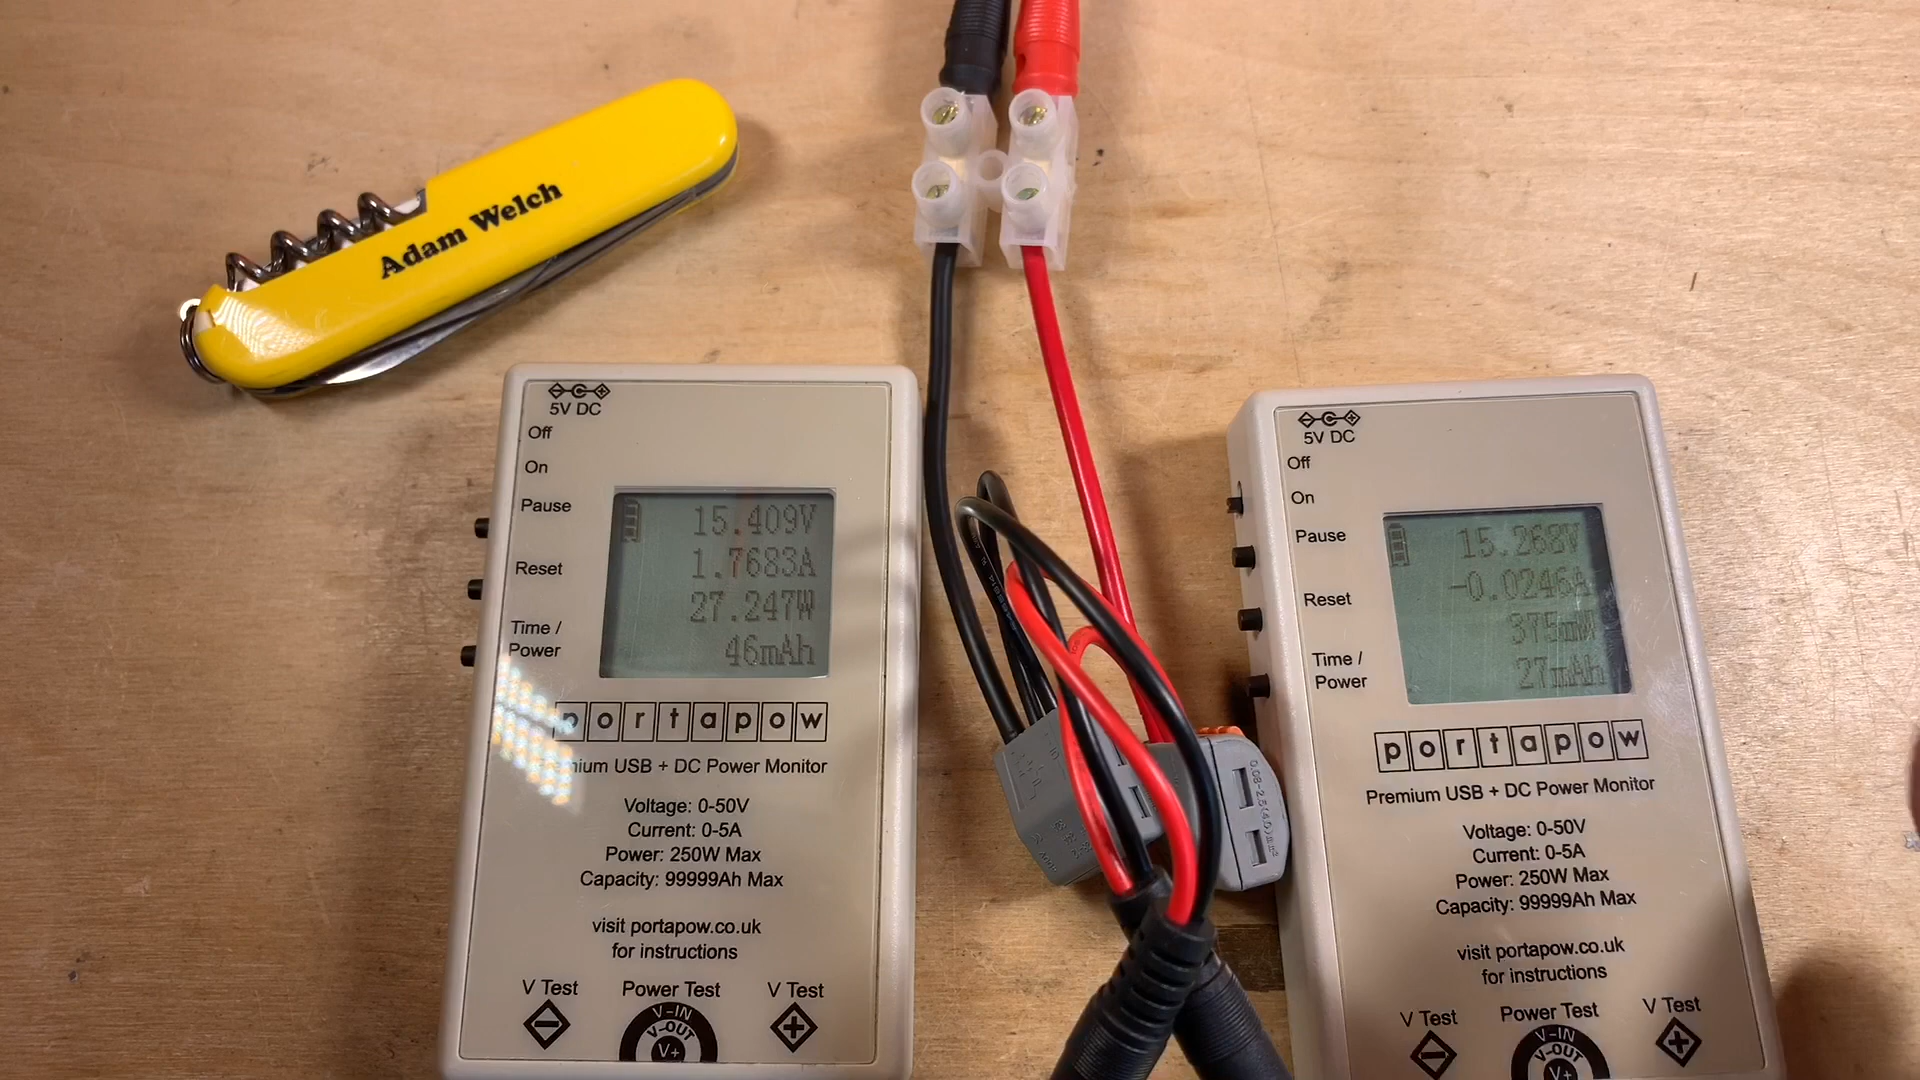 Adam Welch
5V DC
Off
On
Pause
Reset
Time /
Power
15.409V
1.7683A
27.247W
46mAh
portapow
Premium USB + DC Power Monitor
Voltage: 0-50V
Current: 0-5A
Power: 250W Max
Capacity: 99999Ah Max
visit portapow.co.uk
for instructions
V Test
Power Test
V Test
V-IN
V-OUT
V+
5V DC
Off
On
Pause
Reset
Time /
Power
15.268V
-0.0246A
375mW
27mAh
portapow
Premium USB + DC Power Monitor
Voltage: 0-50V
Current: 0-5A
Power: 250W Max
Capacity: 99999Ah Max
visit portapow.co.uk
for instructions
V Test
Power Test
V Test
V-IN
V-OUT
V+